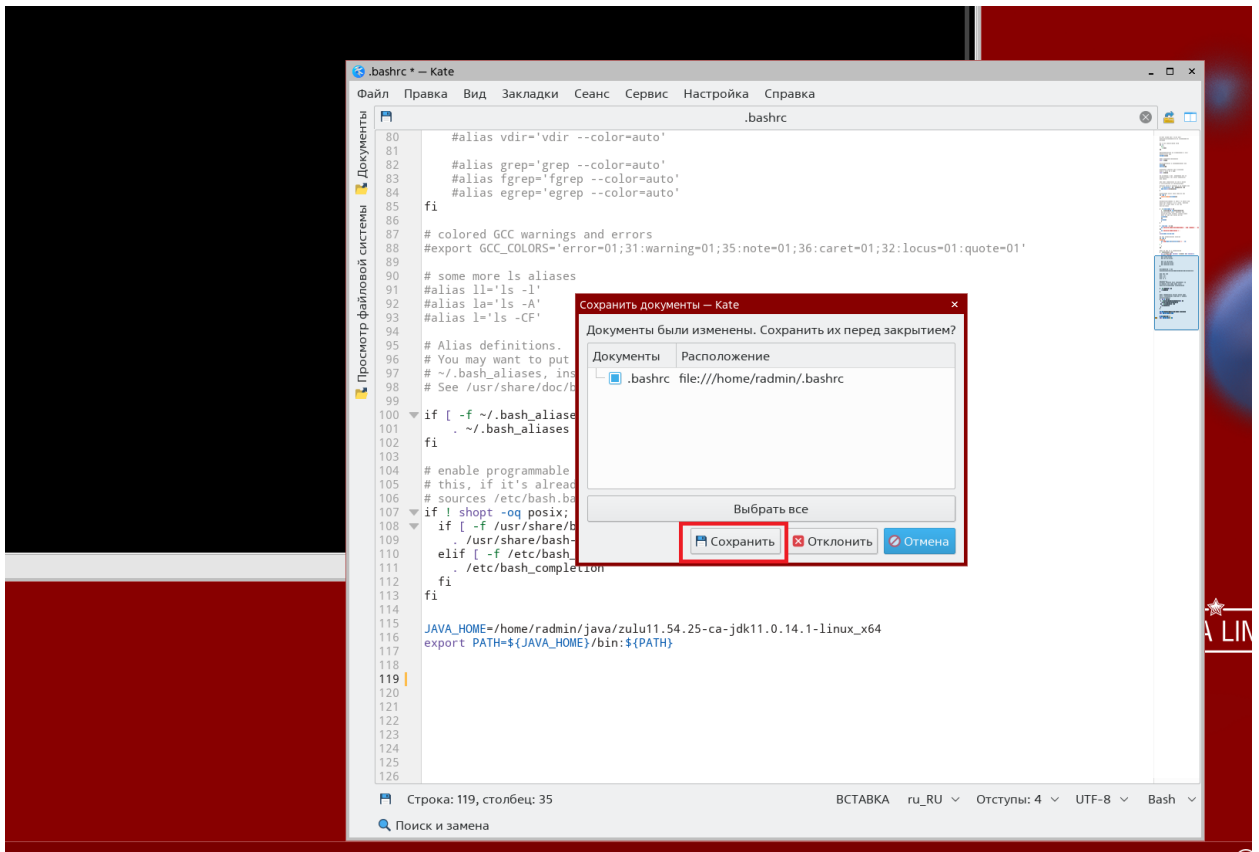 .bashrc * — Kate
Файл Правка Вид Закладки Сеанс Сервис Настройка Справка
.bashrc
Документы
Просмотр файловой системы
80 #alias vdir='vdir --color=auto'
81
82 #alias grep='grep --color=auto'
83 #alias fgrep='fgrep --color=auto'
84 #alias egrep='egrep --color=auto'
85 fi
86
87 # colored GCC warnings and errors
88 #export GCC_COLORS='error=01;31:warning=01;35:note=01;36:caret=01;32:locus=01:quote=01'
89
90 # some more ls aliases
91 #alias ll='ls -l'
92 #alias la='ls -A'
93 #alias l='ls -CF'
94
95 # Alias definitions.
96 # You may want to put
97 # ~/.bash_aliases, ins
98 # See /usr/share/doc/b
99
100 if [ -f ~/.bash_aliase
101 . ~/.bash_aliases
102 fi
103
104 # enable programmable
105 # this, if it's alread
106 # sources /etc/bash.ba
107 if ! shopt -oq posix;
108 if [ -f /usr/share/b
109 . /usr/share/bash-
110 elif [ -f /etc/bash_
111 . /etc/bash_completion
112 fi
113 fi
114
115 JAVA_HOME=/home/radmin/java/zulu11.54.25-ca-jdk11.0.14.1-linux_x64
116 export PATH=${JAVA_HOME}/bin:${PATH}
117
118
119
120
121
122
123
124
125
126
Сохранить документы — Kate
Документы были изменены. Сохранить их перед закрытием?
Документы Расположение
.bashrc file:///home/radmin/.bashrc
Выбрать все
Сохранить Отклонить Отмена
A LIN
Строка: 119, столбец: 35 ВСТАВКА ru_RU Отступы: 4 UTF-8 Bash
Поиск и замена